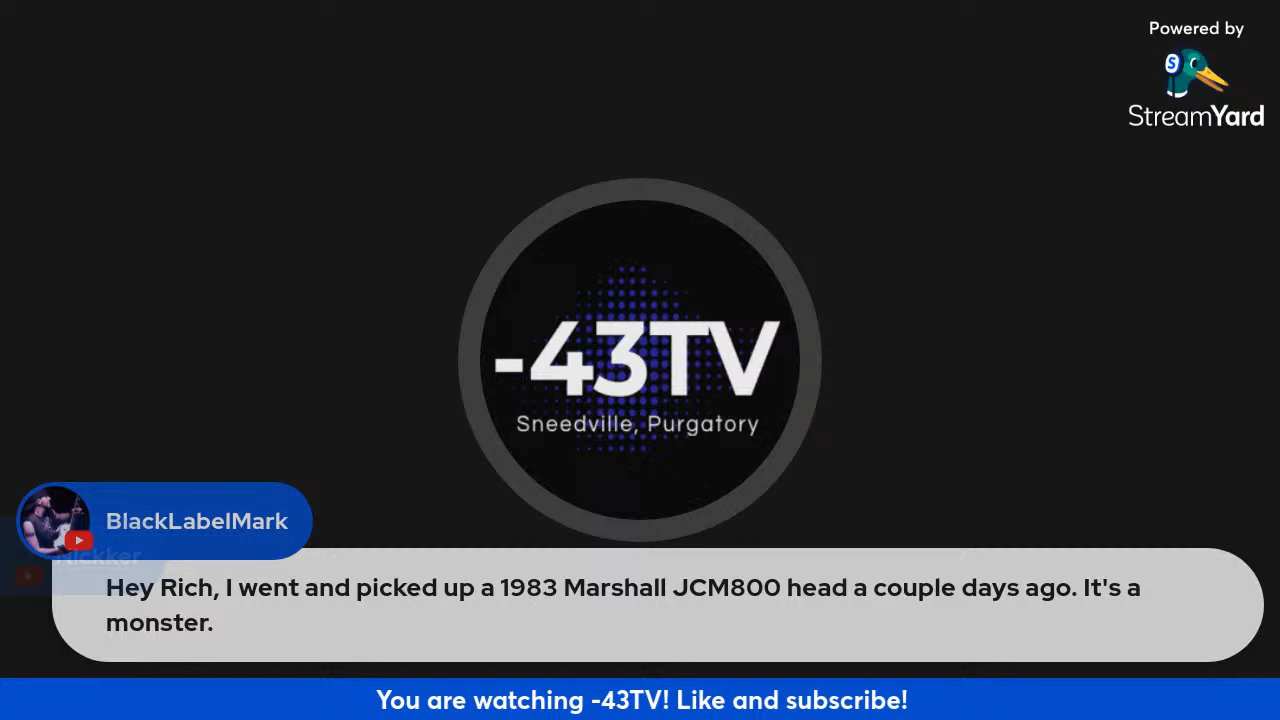 Powered by
S
StreamYard
-43TV
Sneedville, Purgatory
BlackLabelMark
Nickker
Hey Rich, I went and picked up a 1983 Marshall JCM800 head a couple days ago. It's a
monster.
You are watching -43TV! Like and subscribe!